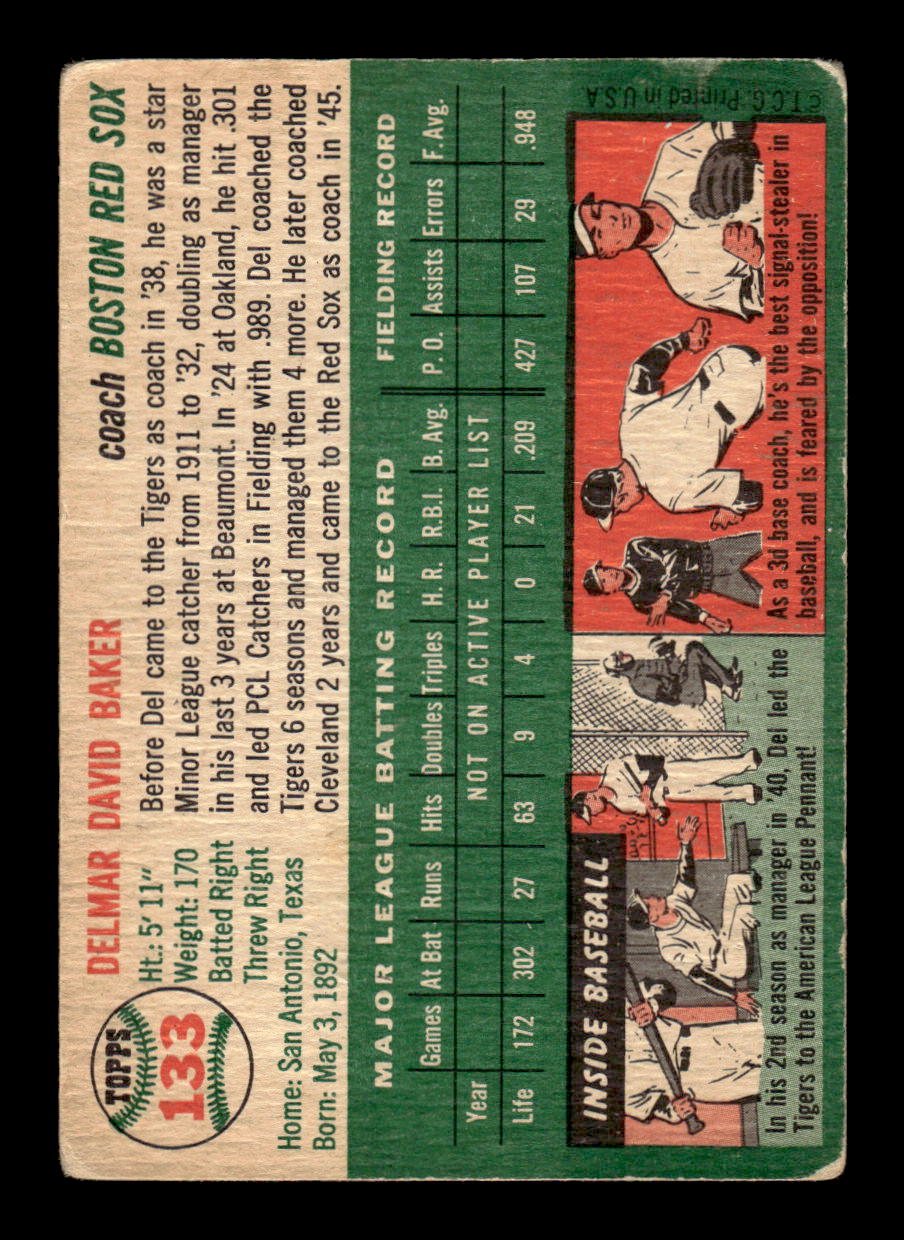 TOPPS
133
DELMAR DAVID BAKER
coach BOSTON RED SOX
Ht.: 5' 11"
Weight: 170
Batted Right
Threw Right
Home: San Antonio, Texas
Born: May 3, 1892
Before Del came to the Tigers as coach in '38, he was a star
Minor League catcher from 1911 to '32, doubling as manager
in his last 3 years at Beaumont. In '24 at Oakland, he hit .301
and led PCL Catchers in Fielding with .989. Del coached the
Tigers 6 seasons and managed them 4 more. He later coached
Cleveland 2 years and came to the Red Sox as coach in '45.
MAJOR LEAGUE BATTING RECORD FIELDING RECORD
Games At Bat Runs Hits Doubles Triples H. R. R.B.I. B. Avg. P. O. Assists Errors F. Avg.
Year NOT ON ACTIVE PLAYER LIST
Life 172 302 27 63 9 4 0 21 .209 427 107 29 .948
INSIDE BASEBALL
In his 2nd season as manager in '40, Del led the
Tigers to the American League Pennant!
As a 3d base coach, he's the best signal-stealer in
baseball, and is feared by the opposition!
©T.C.G. Printed in U.S.A.